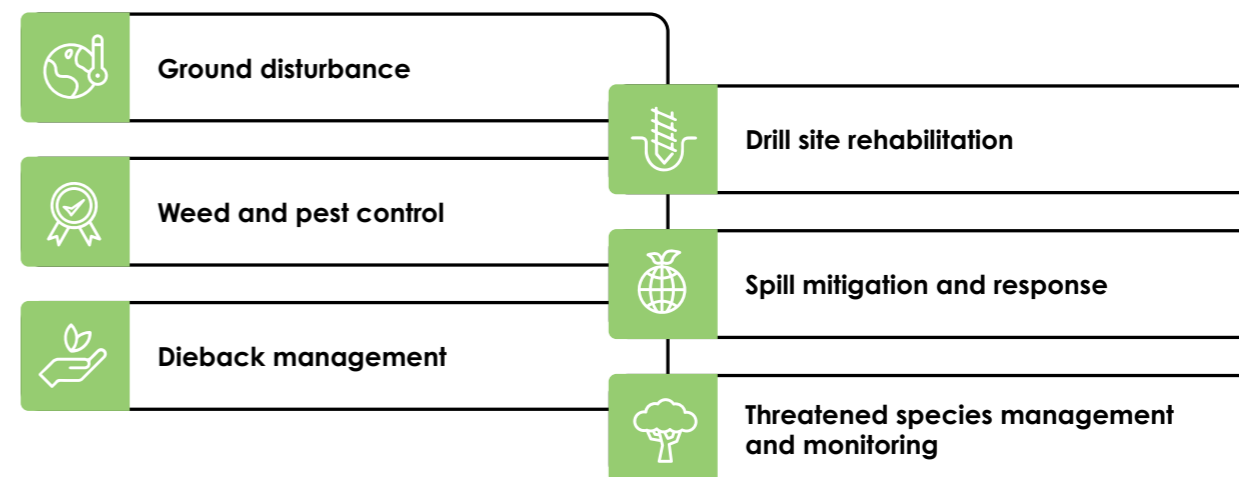 Ground disturbance
Drill site rehabilitation
Weed and pest control
Spill mitigation and response
Dieback management
Threatened species management
and monitoring